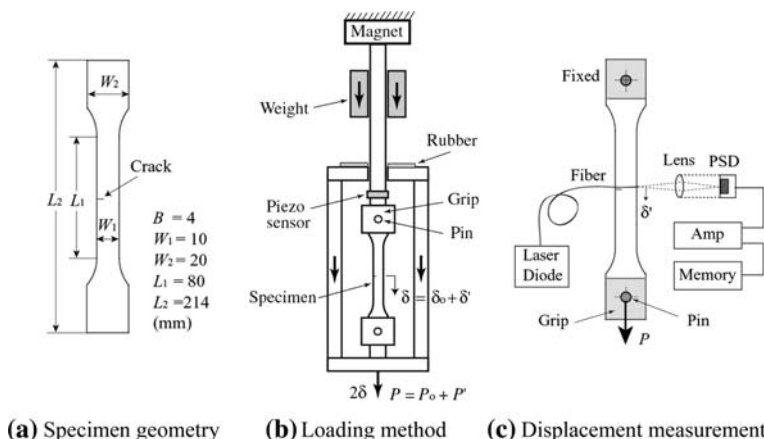 W₂
Crack
L₂
L₁
W₁
B = 4
W₁ = 10
W₂ = 20
L₁ = 80
L₂ =214
(mm)
(a) Specimen geometry
Magnet
Weight
Rubber
Piezo
sensor
Grip
Pin
Specimen
δ = δo + δ'
2δ
P = Po + P'
(b) Loading method
Fixed
Fiber
Lens
PSD
δ'
Laser
Diode
Amp
Memory
Grip
Pin
P
(c) Displacement measurement